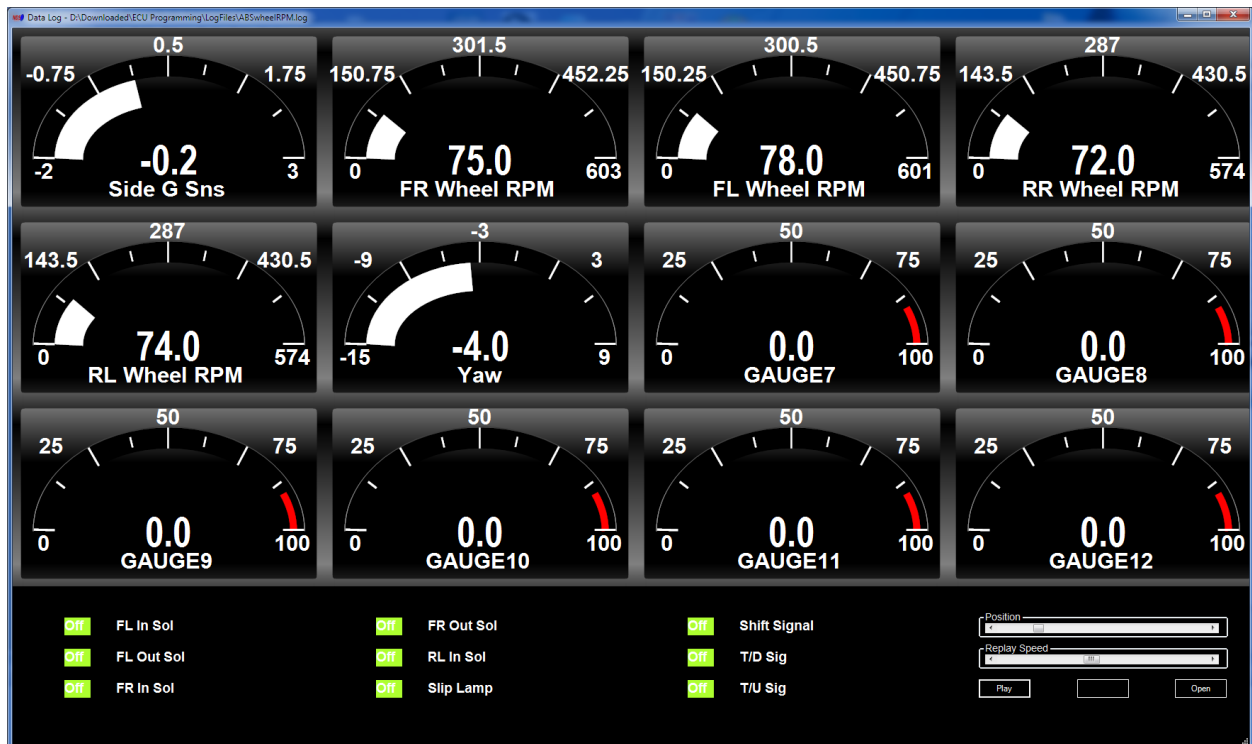 Data Log - D:\Downloaded\ECU Programming\LogFiles\ABSwheelRPM.log
0.5 301.5 300.5 287
-0.75 1.75 150.75 452.25 150.25 450.75 143.5 430.5
-0.2 75.0 78.0 72.0
-2 3 0 603 0 601 0 574
Side G Sns FR Wheel RPM FL Wheel RPM RR Wheel RPM
287 -3 50 50
143.5 430.5 -9 3 25 75 25 75
74.0 -4.0 0.0 0.0
0 574 -15 9 0 100 0 100
RL Wheel RPM Yaw GAUGE7 GAUGE8
50 50 50 50
25 75 25 75 25 75 25 75
0.0 0.0 0.0 0.0
0 100 0 100 0 100 0 100
GAUGE9 GAUGE10 GAUGE11 GAUGE12
Off FL In Sol Off FR Out Sol Off Shift Signal Position
Off FL Out Sol Off RL In Sol Off T/D Sig Replay Speed
Off FR In Sol Off Slip Lamp Off T/U Sig Play Open